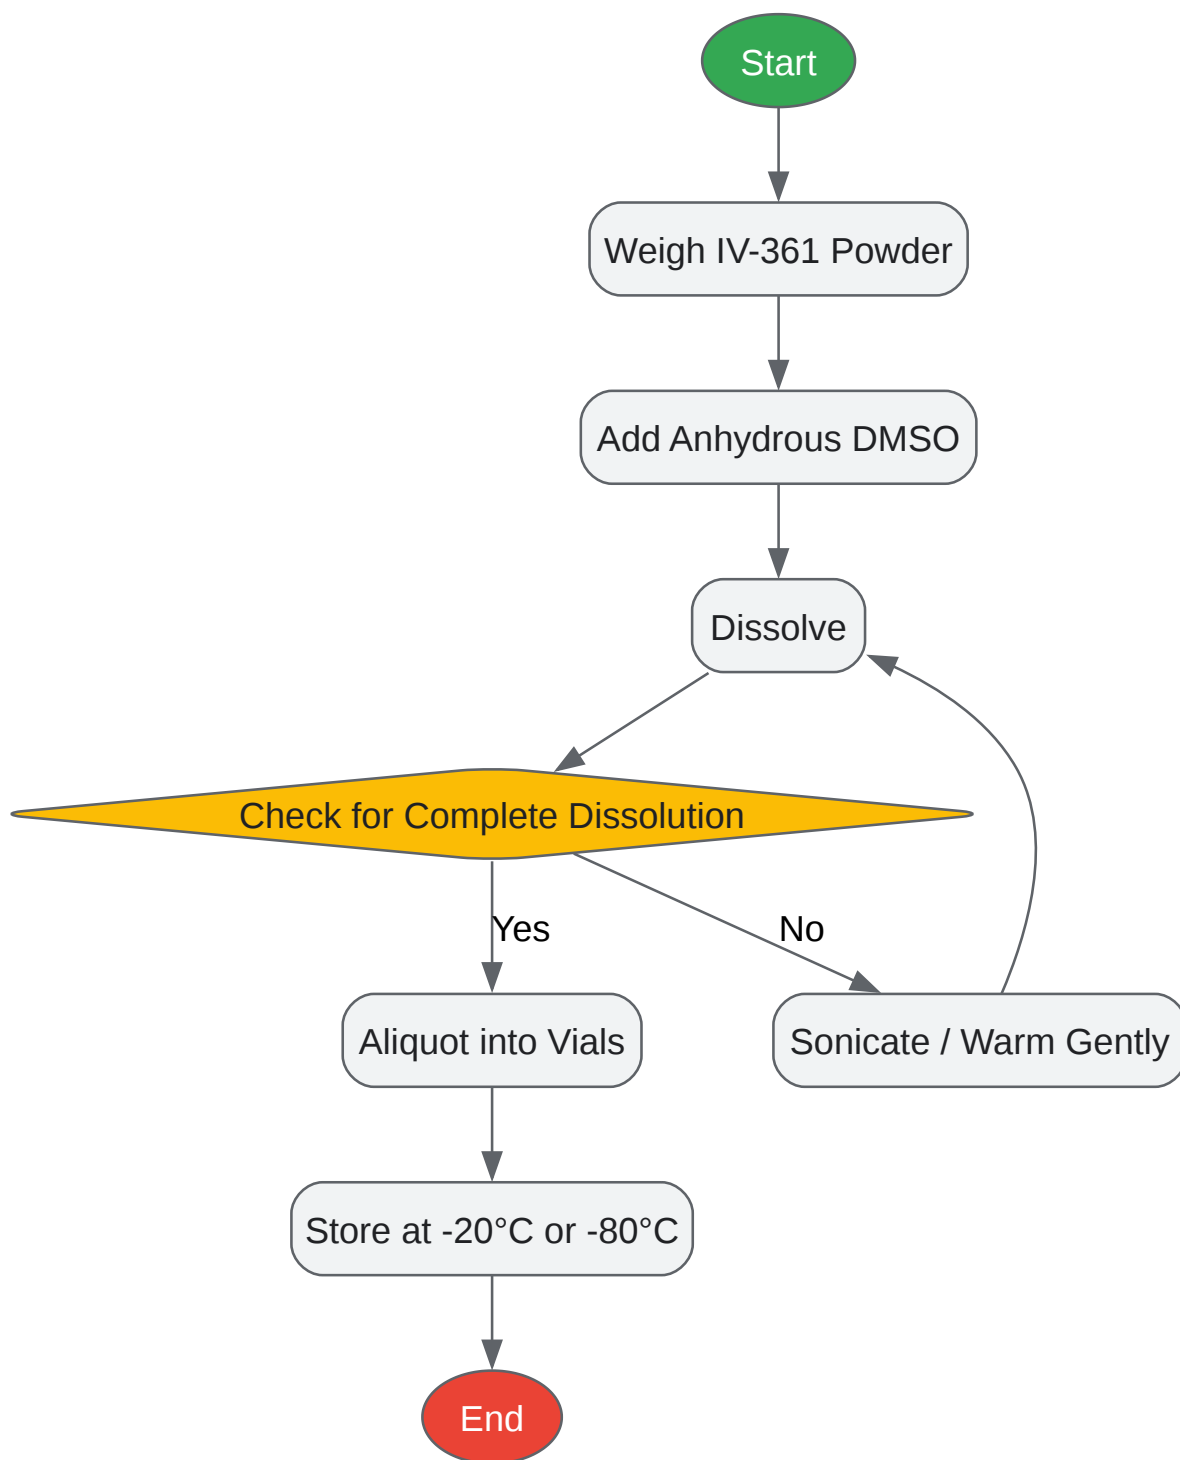 Start
Weigh IV-361 Powder
Add Anhydrous DMSO
Dissolve
Check for Complete Dissolution
Yes
No
Aliquot into Vials
Sonicate / Warm Gently
Store at -20°C or -80°C
End